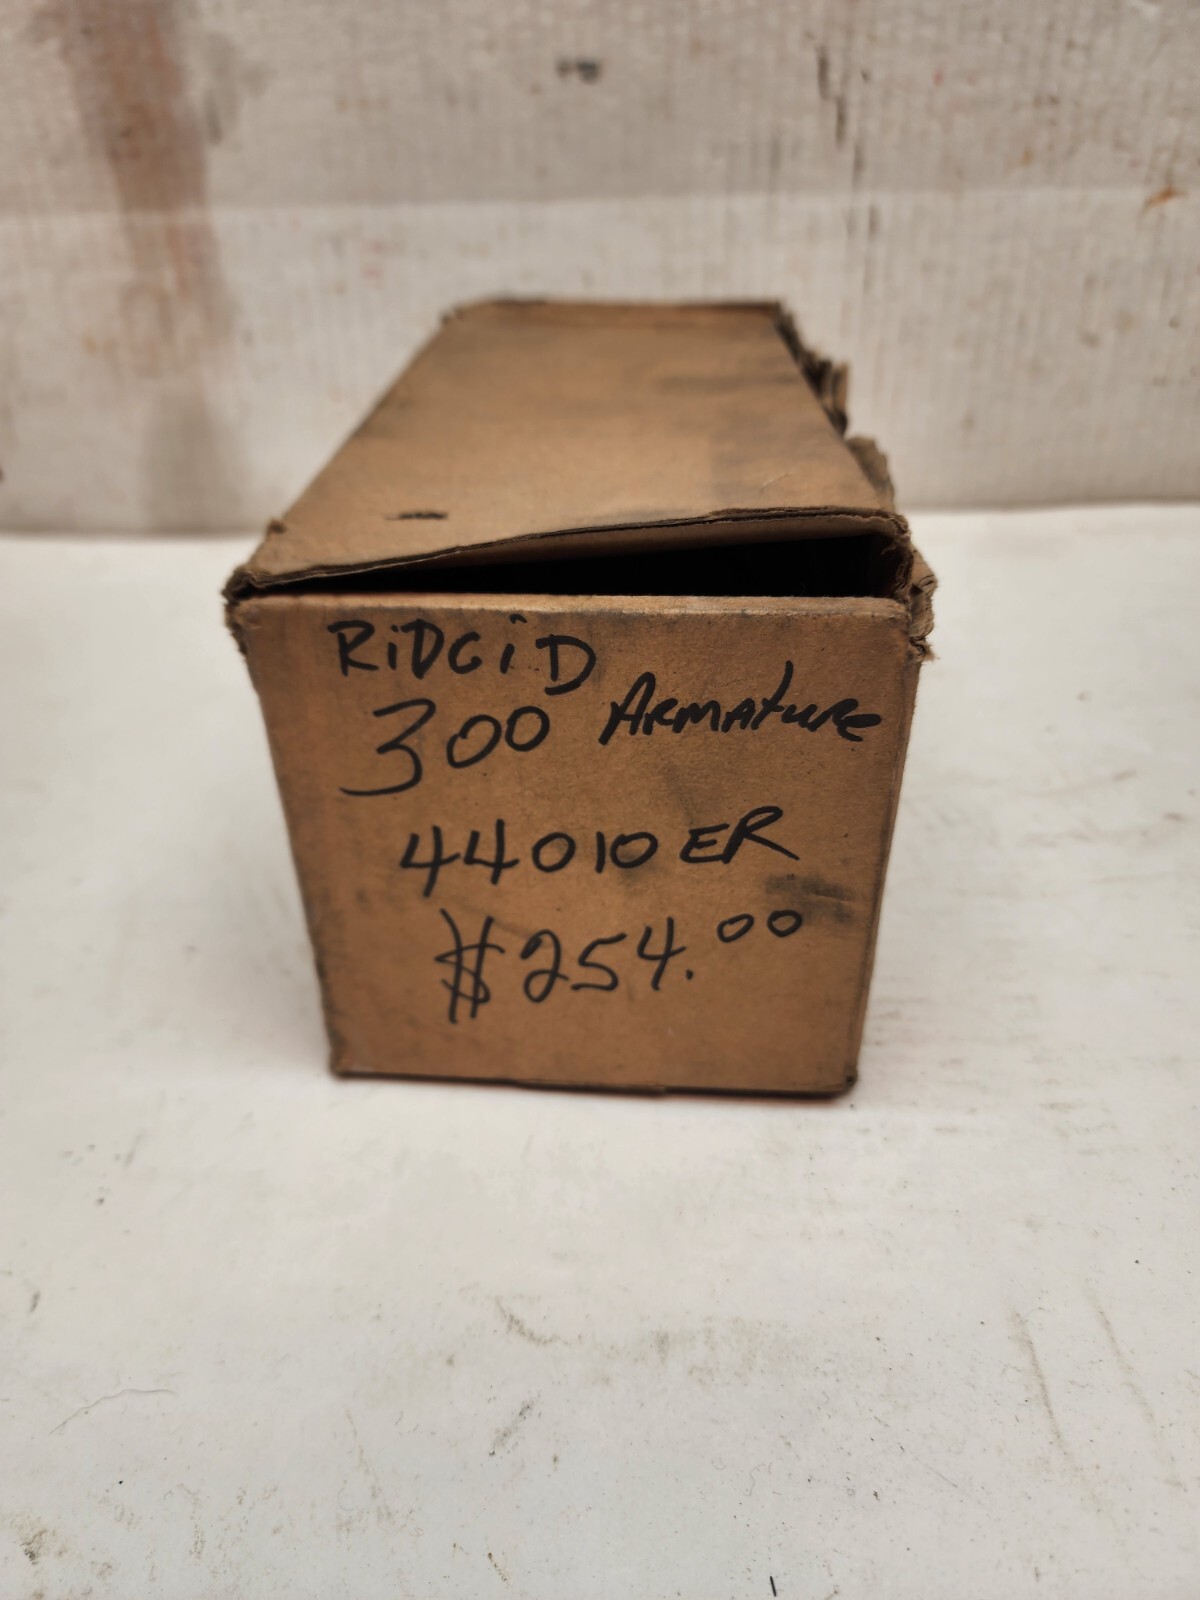 RiDGiD
300 ARMAtuRe
44010 ER
$254.00